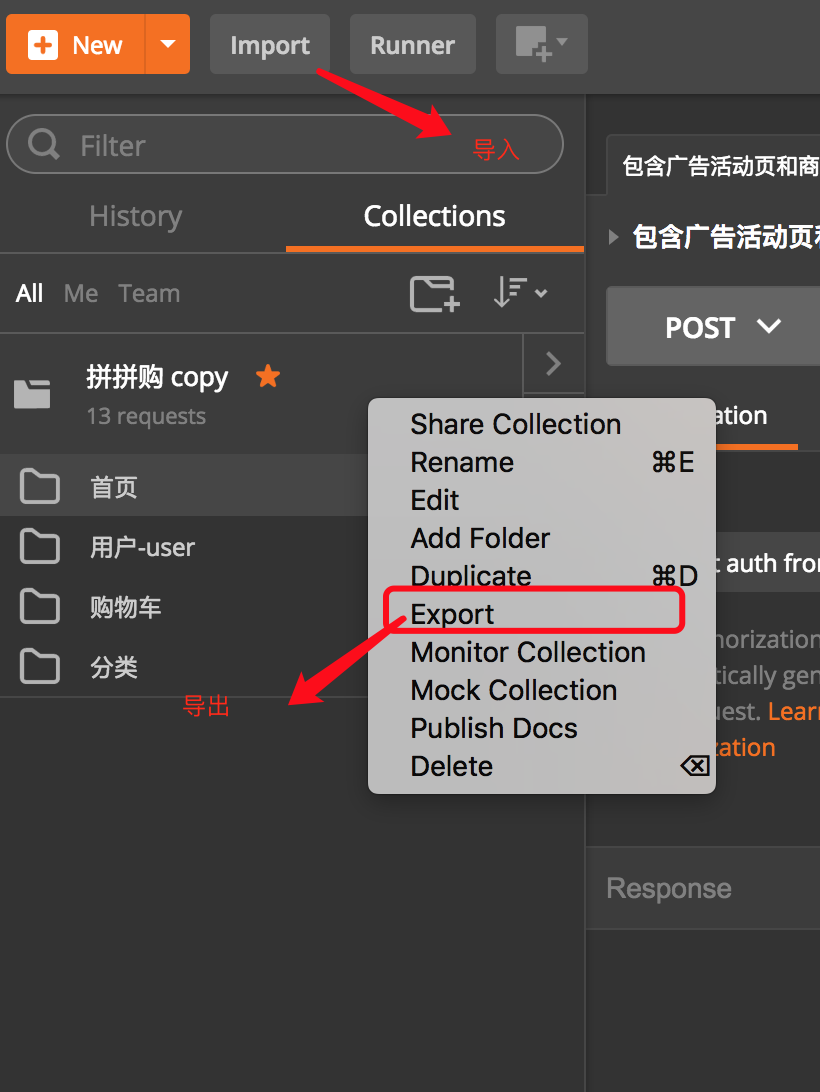 New
Import
Runner
Filter
导入
History
Collections
All Me Team
拼拼购 copy
13 requests
首页
用户-user
购物车
分类
导出
Share Collection
Rename ⌘E
Edit
Add Folder
Duplicate ⌘D
Export
Monitor Collection
Mock Collection
Publish Docs
Delete ⌫
包含广告活动页和商
包含广告活动页和
POST
ation
t auth fro
horization
tically gen
uest. Lear
zation
Response